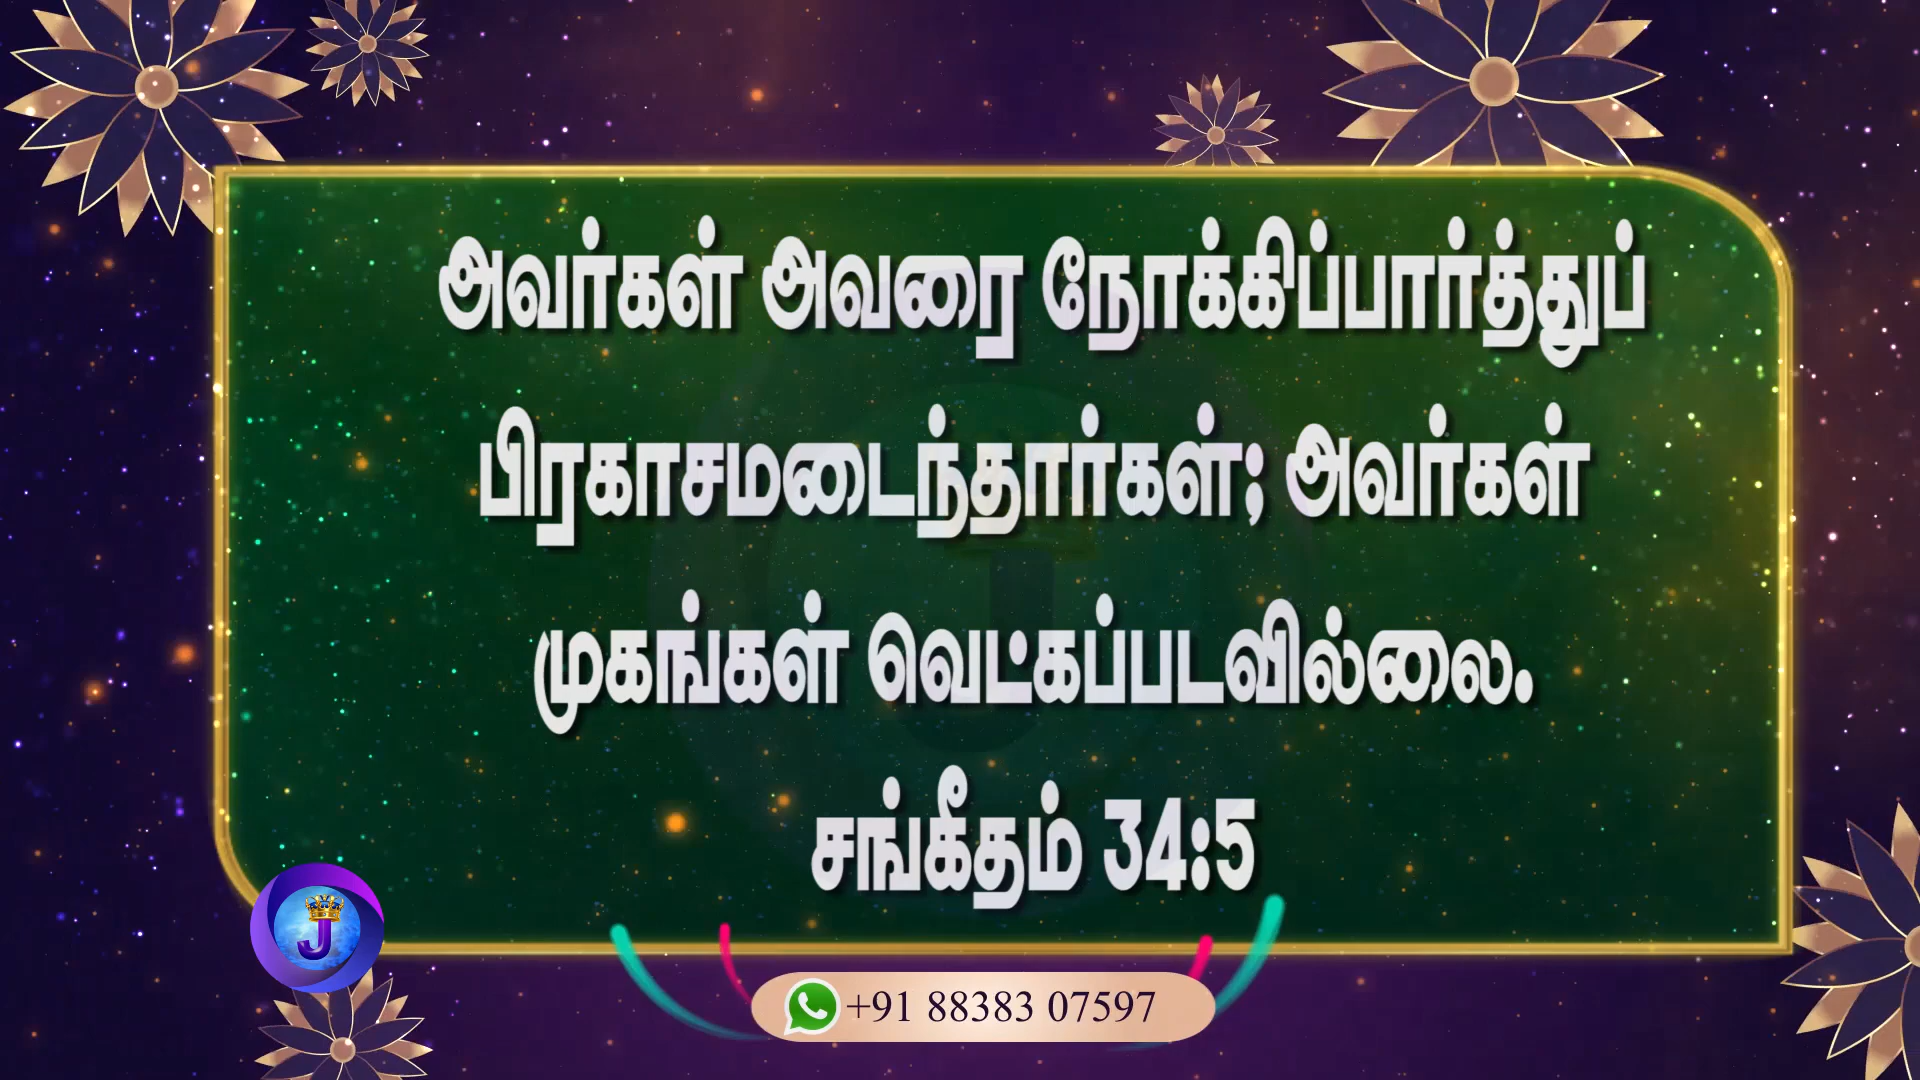 அவர்கள் அவரை நோக்கிப்பார்த்துப்
பிரகாசமடைந்தார்கள்; அவர்கள்
முகங்கள் வெட்கப்படவில்லை.
சங்கீதம் 34:5
J
+91 88383 07597